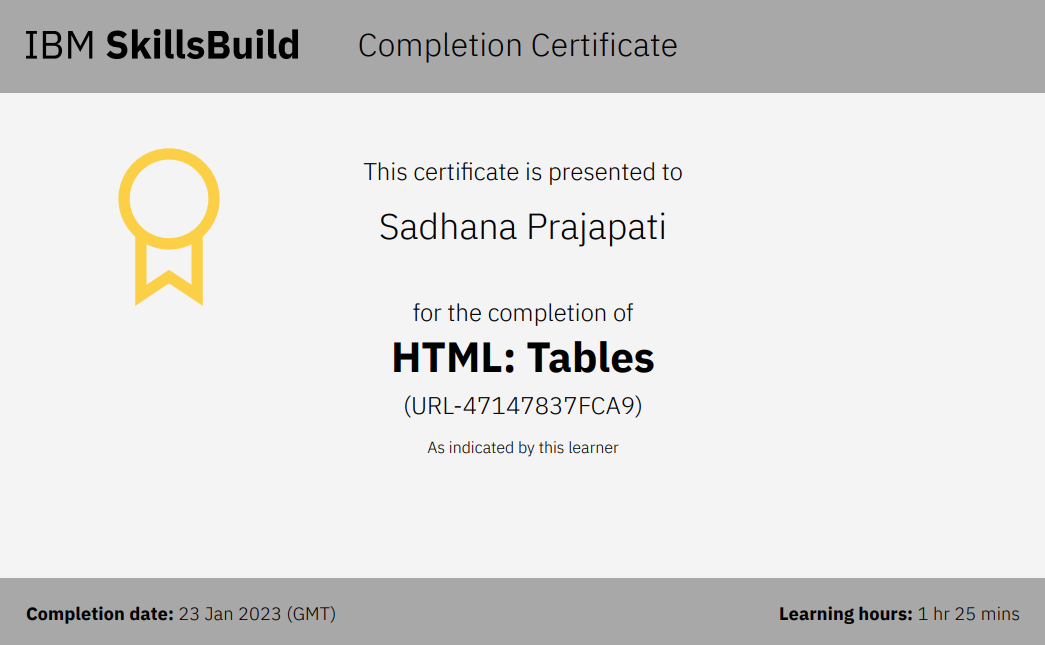 IBM SkillsBuild
Completion Certificate
This certificate is presented to
Sadhana Prajapati
for the completion of
HTML: Tables
(URL-47147837FCA9)
As indicated by this learner
Completion date: 23 Jan 2023 (GMT)
Learning hours: 1 hr 25 mins